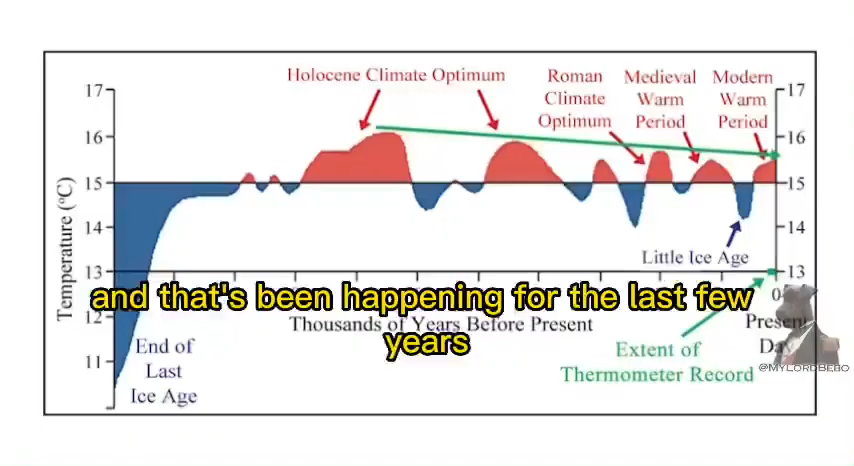 Holocene Climate Optimum
Roman
Climate
Optimum
Medieval
Warm
Period
Modern
Warm
Period
17
16
15
14
13
12
11
Temperature (°C)
17
16
15
14
13
Little Ice Age
and that's been happening for the last few
years
0
Thousands of Years Before Present
Present
Da
End of
Last
Ice Age
Extent of
Thermometer Record
@MYLORDBEBO